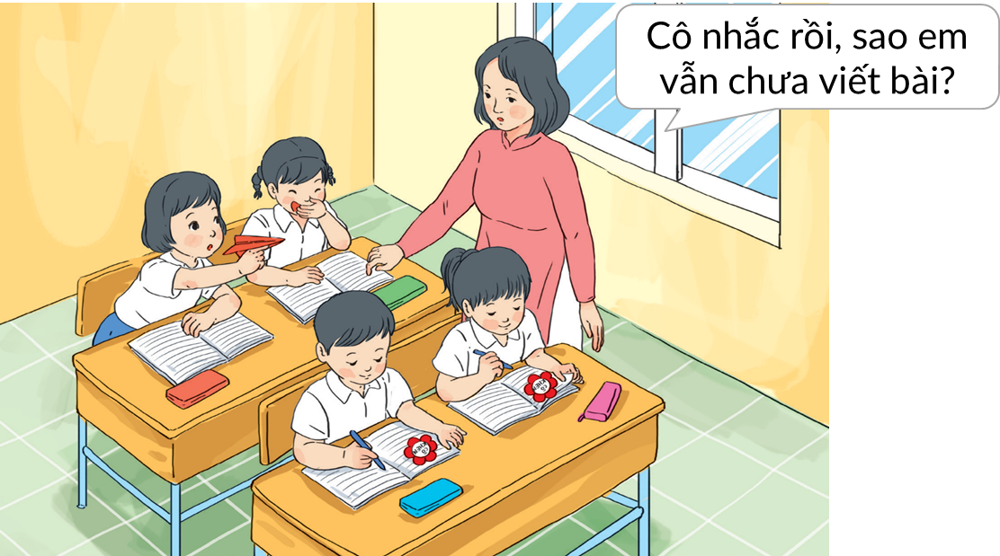 Cô nhắc rồi, sao em
vẫn chưa viết bài?